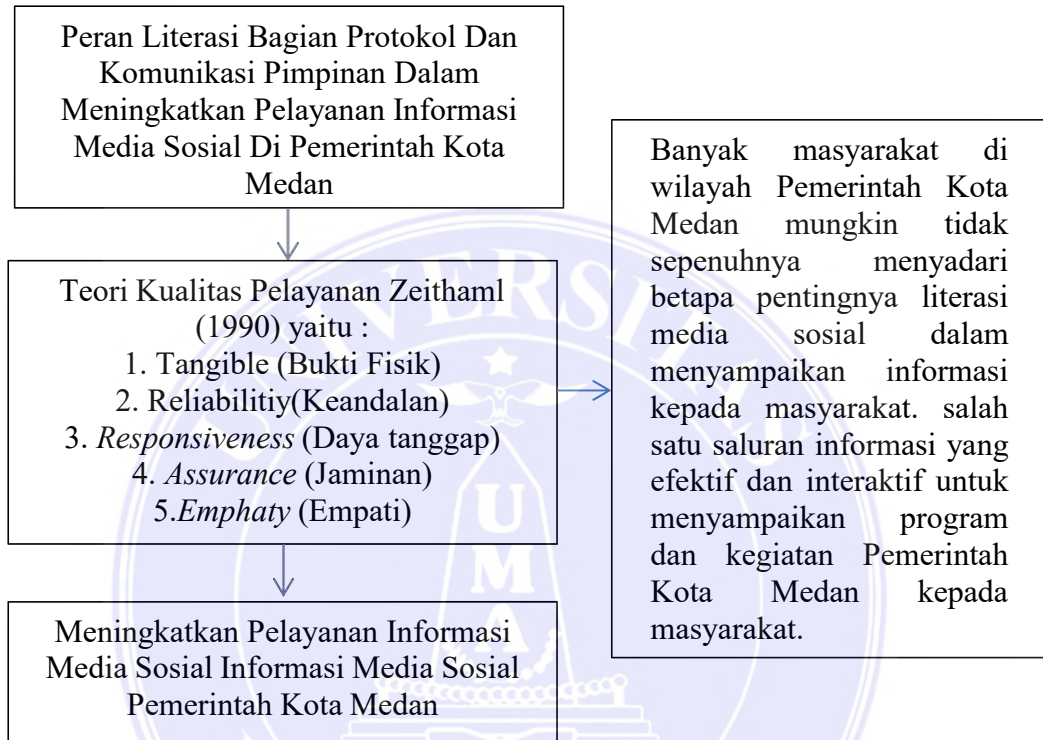 Peran Literasi Bagian Protokol Dan
Komunikasi Pimpinan Dalam
Meningkatkan Pelayanan Informasi
Media Sosial Di Pemerintah Kota
Medan
Teori Kualitas Pelayanan Zeithaml
(1990) yaitu :
1. Tangible (Bukti Fisik)
2. Reliabilitiy(Keandalan)
3. Responsiveness (Daya tanggap)
4. Assurance (Jaminan)
5.Emphaty (Empati)
Banyak masyarakat di
wilayah Pemerintah Kota
Medan mungkin tidak
sepenuhnya menyadari
betapa pentingnya literasi
media sosial dalam
menyampaikan informasi
kepada masyarakat. salah
satu saluran informasi yang
efektif dan interaktif untuk
menyampaikan program
dan kegiatan Pemerintah
Kota Medan kepada
masyarakat.
Meningkatkan Pelayanan Informasi
Media Sosial Informasi Media Sosial
Pemerintah Kota Medan
UNIVERSITAS
UMA